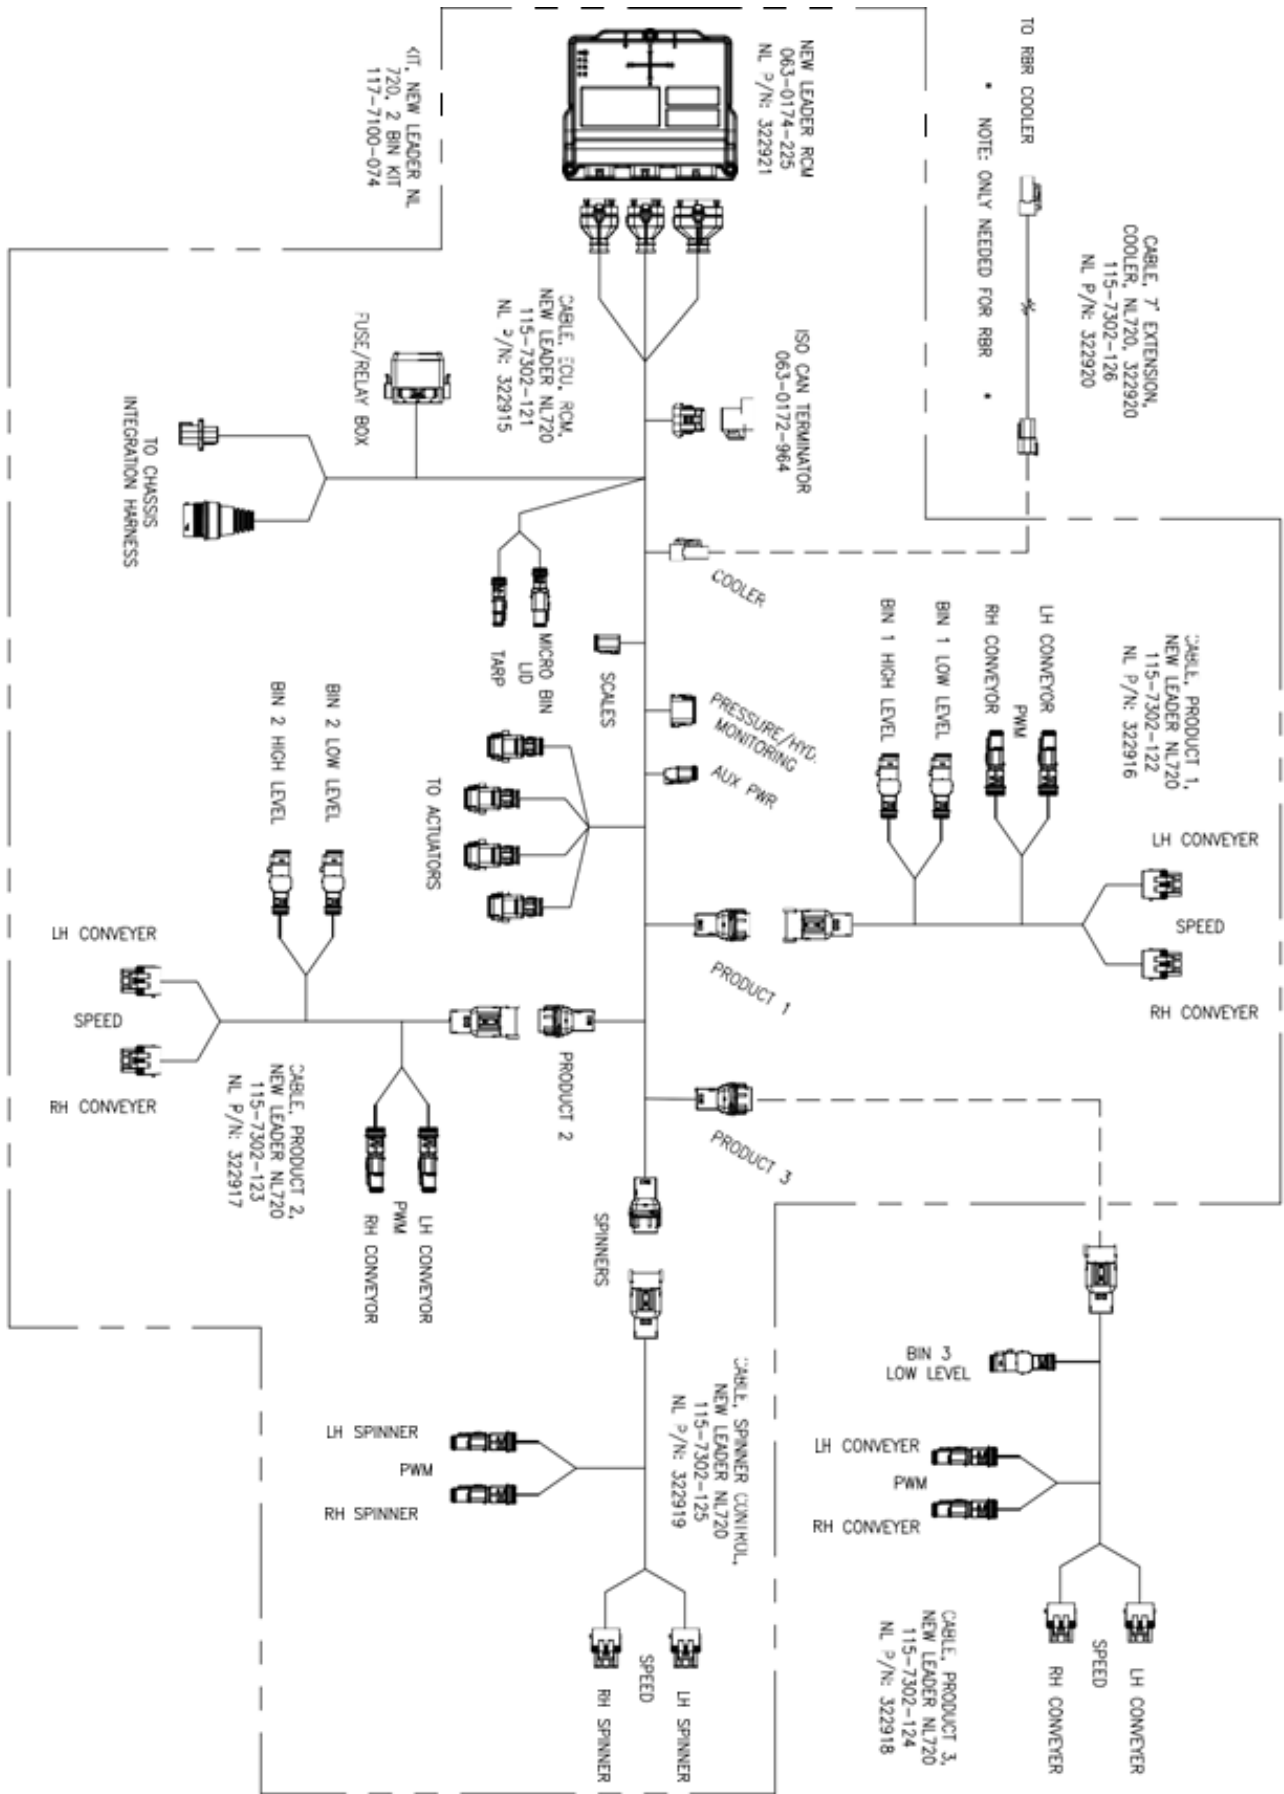 TO RBR COOLER
* NOTE: ONLY NEEDED FOR RBR *
CABLE, 7' EXTENSION,
COOLER, NL720, 322920
115-7302-126
NL P/N: 322920
NEW LEADER RCM
063-0174-225
NL P/N: 322921
KIT, NEW LEADER NL
720, 2 BIN KIT
117-7100-074
ISO CAN TERMINATOR
063-0172-964
CABLE, ECU, RCM,
NEW LEADER NL720
115-7302-121
NL P/N: 322915
FUSE/RELAY BOX
TO CHASSIS
INTEGRATION HARNESS
COOLER
MICRO BIN
LID
TARP
SCALES
PRESSURE/HYD.
MONITORING
AUX PWR
TO ACTUATORS
CABLE, PRODUCT 1,
NEW LEADER NL720
115-7302-122
NL P/N: 322916
LH CONVEYOR
PWM
RH CONVEYOR
BIN 1 LOW LEVEL
BIN 1 HIGH LEVEL
LH CONVEYER
SPEED
RH CONVEYER
PRODUCT 1
BIN 2 LOW LEVEL
BIN 2 HIGH LEVEL
LH CONVEYER
SPEED
RH CONVEYER
PRODUCT 2
CABLE, PRODUCT 2,
NEW LEADER NL720
115-7302-123
NL P/N: 322917
LH CONVEYOR
PWM
RH CONVEYOR
PRODUCT 3
SPINNERS
BIN 3
LOW LEVEL
LH CONVEYER
PWM
RH CONVEYER
CABLE, SPINNER CONTROL,
NEW LEADER NL720
115-7302-125
NL P/N: 322919
LH SPINNER
PWM
RH SPINNER
LH SPINNER
SPEED
RH SPINNER
CABLE, PRODUCT 3,
NEW LEADER NL720
115-7302-124
NL P/N: 322918
LH CONVEYER
SPEED
RH CONVEYER